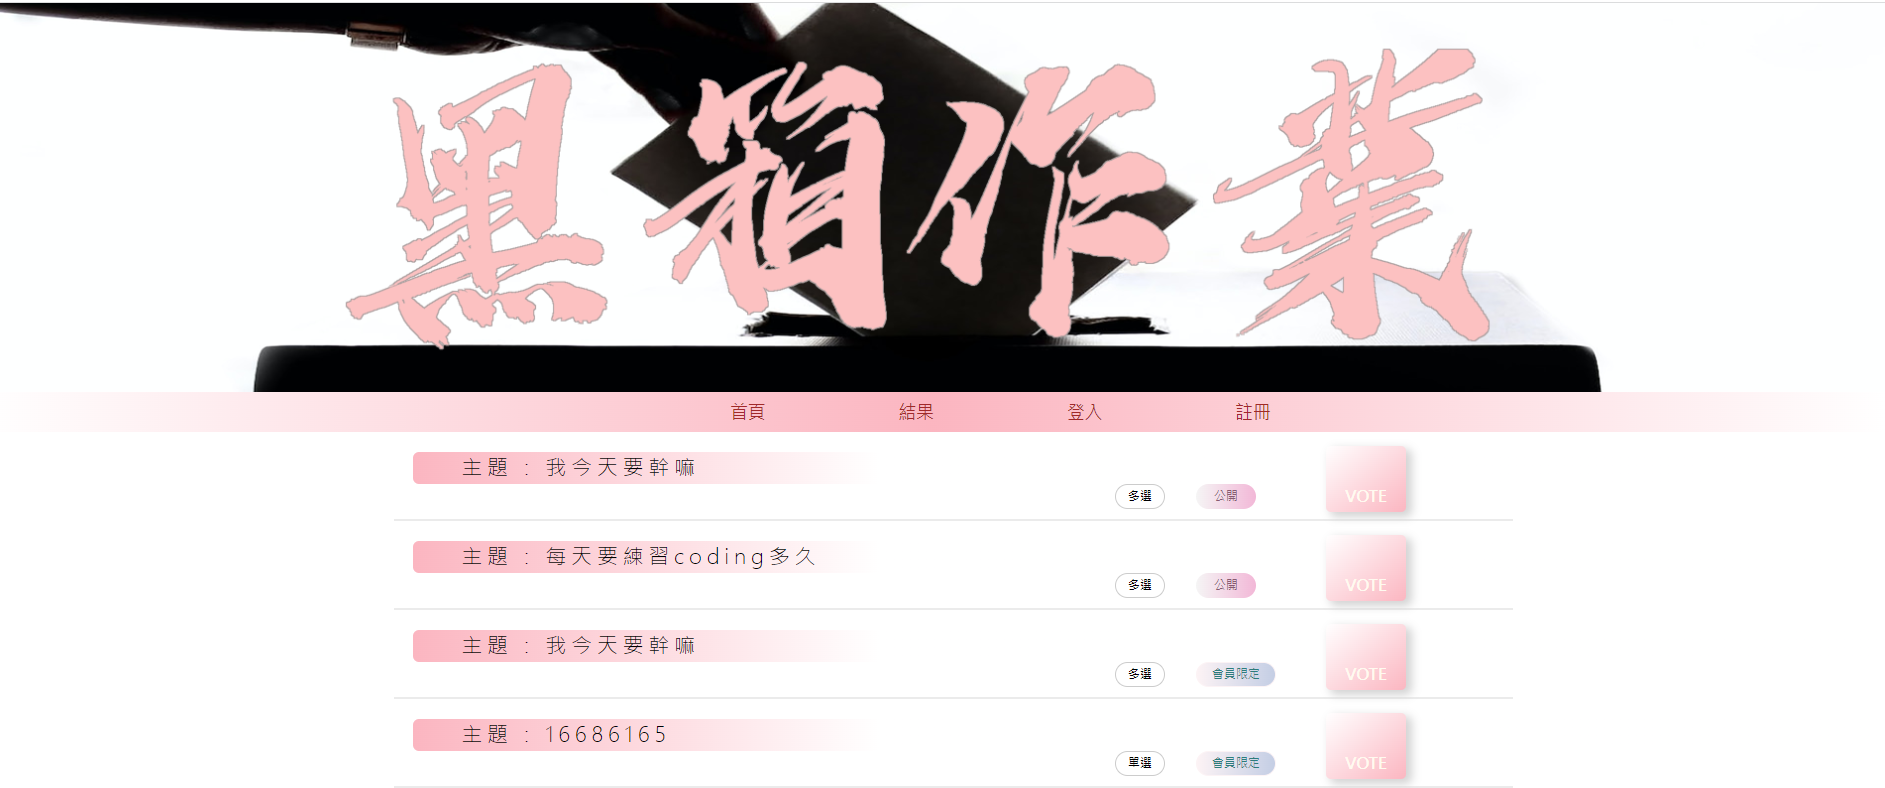 黑箱作業
首頁 結果 登入 註冊
主題 : 我今天要幹嘛
多選 公開 VOTE
主題 : 每天要練習coding多久
多選 公開 VOTE
主題 : 我今天要幹嘛
多選 會員限定 VOTE
主題 : 16686165
單選 會員限定 VOTE